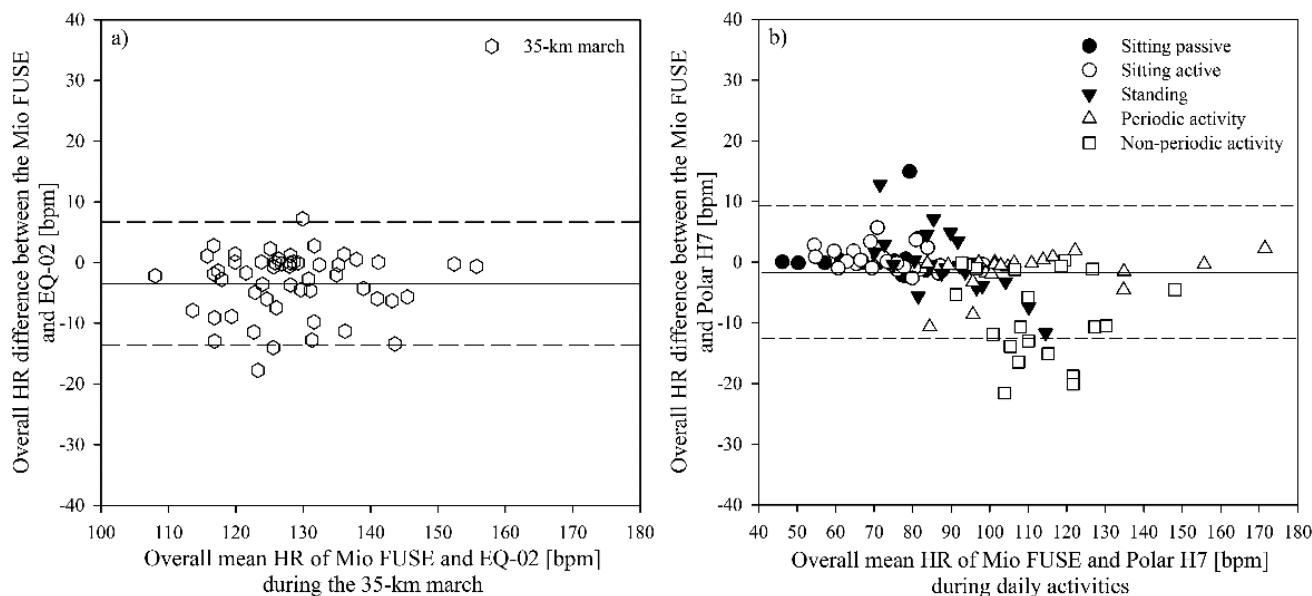 a)
35-km march
40
30
20
10
0
-10
-20
-30
-40
100 110 120 130 140 150 160 170 180
Overall HR difference between the Mio FUSE
and EQ-02 [bpm]
Overall mean HR of Mio FUSE and EQ-02 [bpm]
during the 35-km march
b)
Sitting passive
Sitting active
Standing
Periodic activity
Non-periodic activity
40
30
20
10
0
-10
-20
-30
-40
40 50 60 70 80 90 100 110 120 130 140 150 160 170 180
Overall HR difference between the Mio FUSE
and Polar H7 [bpm]
Overall mean HR of Mio FUSE and Polar H7 [bpm]
during daily activities